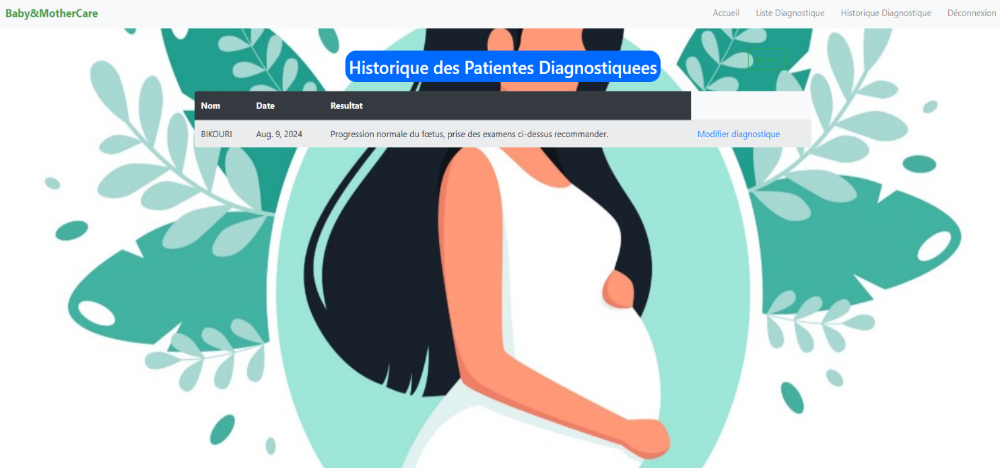 Baby&MotherCare
Accueil Liste Diagnostique Historique Diagnostique Déconnexion
Historique des Patientes Diagnostiquees
Nom Date Resultat
BIKOURI Aug. 9, 2024 Progression normale du fœtus, prise des examens ci-dessus recommander. Modifier diagnostique